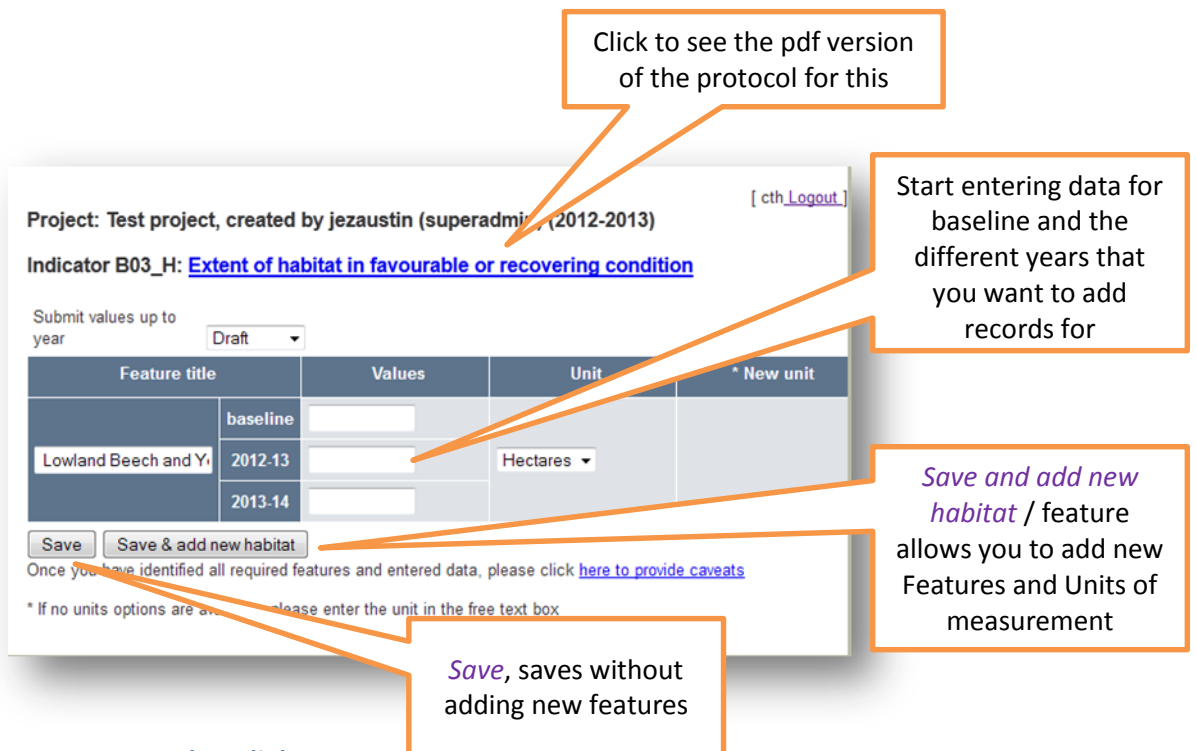 Click to see the pdf version
of the protocol for this
[ cth Logout ]
Project: Test project, created by jezaustin (superadmin) (2012-2013)
Indicator B03_H: Extent of habitat in favourable or recovering condition
Start entering data for
baseline and the
different years that
you want to add
records for
Submit values up to
year Draft
Feature title Values Unit * New unit
baseline
Lowland Beech and 2012-13 Hectares
2013-14
Save and add new
habitat / feature
allows you to add new
Features and Units of
measurement
Save Save & add new habitat
Once you have identified all required features and entered data, please click here to provide caveats
* If no units options are please enter the unit in the free text box
Save, saves without
adding new features